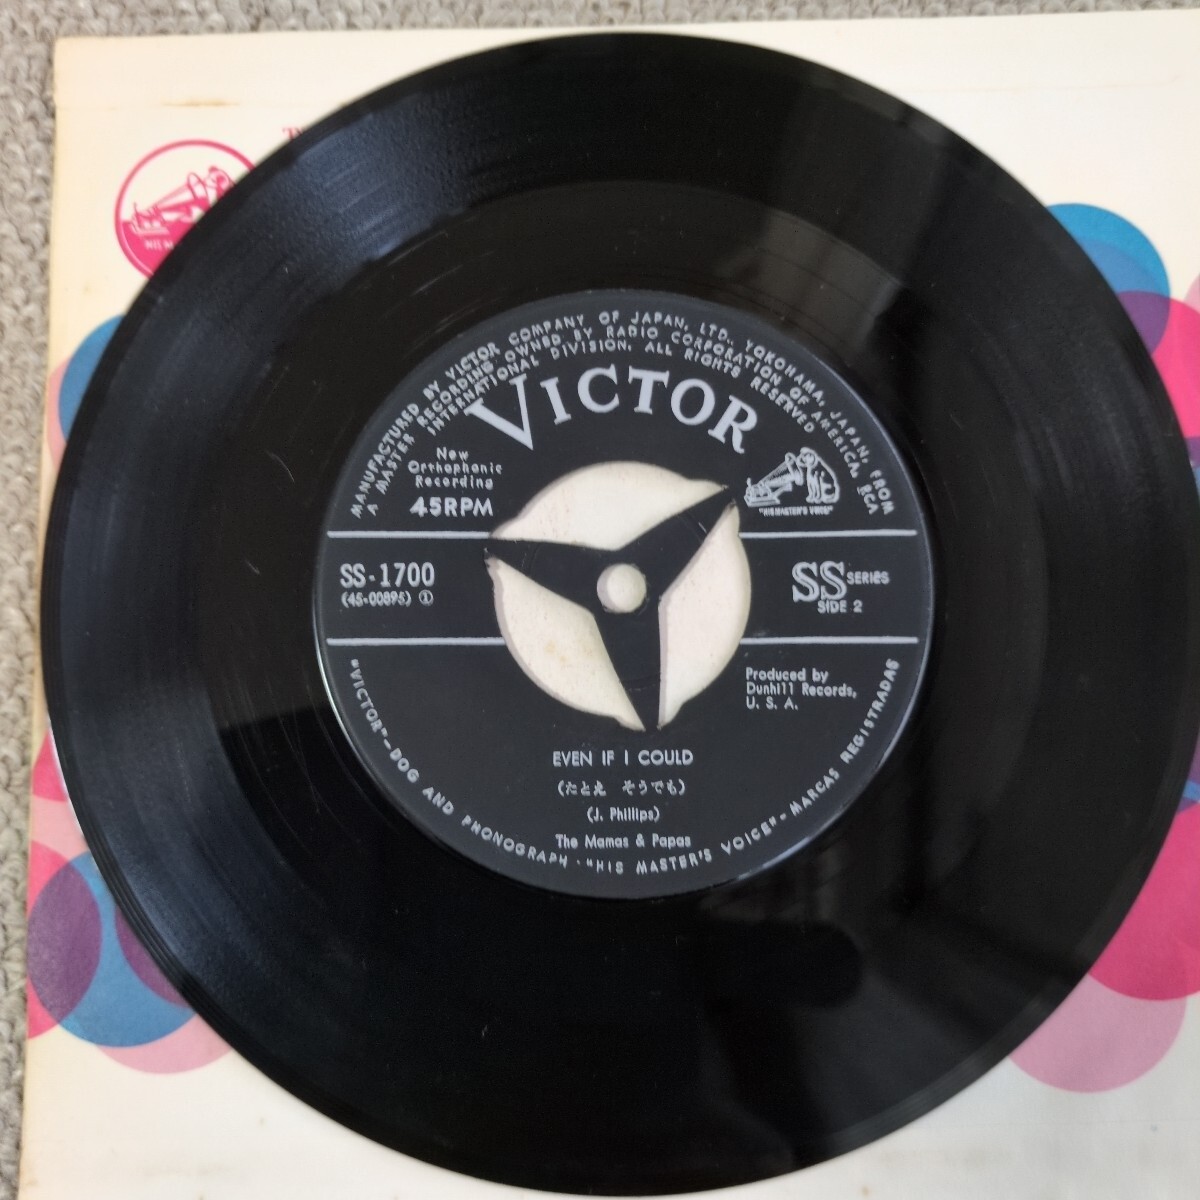 MANUFACTURED BY VICTOR COMPANY OF JAPAN, LTD., YOKOHAMA, JAPAN, FROM
A MASTER RECORDING OWNED BY RADIO CORPORATION OF AMERICA, RCA
INTERNATIONAL DIVISION. ALL RIGHTS RESERVED
VICTOR
New
Orthophonic
Recording
45RPM
"HIS MASTER'S VOICE"
SS-1700
(45-00895) ①
SS SERIES
SIDE 2
Produced by
Dunhill Records,
U. S. A.
EVEN IF I COULD
(たとえ そうでも)
(J. Phillips)
The Mamas & Papas
"VICTOR"-DOG AND PHONOGRAPH-"HIS MASTER'S VOICE"-MARCAS REGISTRADAS